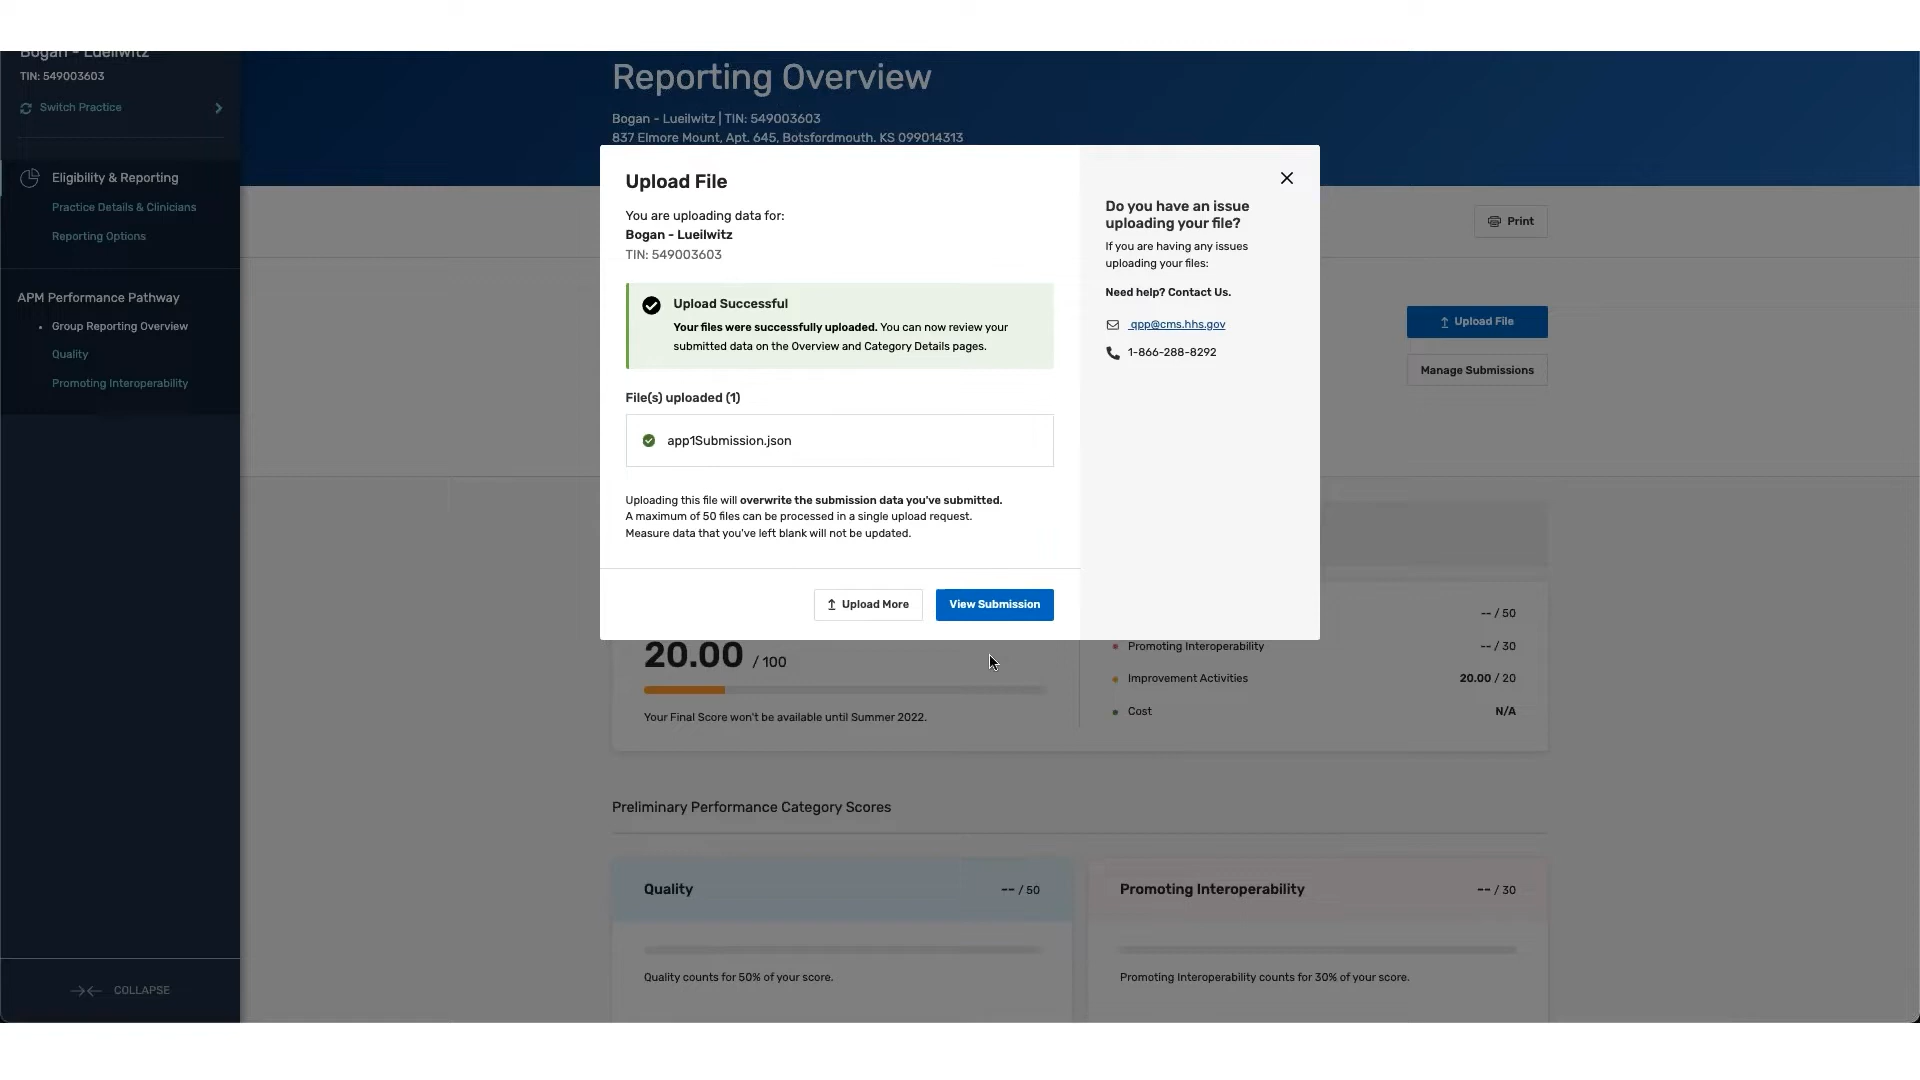 Bogan - Lueilwitz
TIN: 549003603
Switch Practice
Eligibility & Reporting
Practice Details & Clinicians
Reporting Options
APM Performance Pathway
Group Reporting Overview
Quality
Promoting Interoperability
COLLAPSE
Reporting Overview
Bogan - Lueilwitz | TIN: 549003603
837 Elmore Mount, Apt. 645, Botsfordmouth, KS 099014313
Print
Upload File
Manage Submissions
Upload File
You are uploading data for:
Bogan - Lueilwitz
TIN: 549003603
Upload Successful
Your files were successfully uploaded. You can now review your
submitted data on the Overview and Category Details pages.
File(s) uploaded (1)
app1Submission.json
Uploading this file will overwrite the submission data you've submitted.
A maximum of 50 files can be processed in a single upload request.
Measure data that you've left blank will not be updated.
Upload More
View Submission
Do you have an issue
uploading your file?
If you are having any issues
uploading your files:
Need help? Contact Us.
qpp@cms.hhs.gov
1-866-288-8292
20.00 / 100
Your Final Score won't be available until Summer 2022.
-- / 50
Promoting Interoperability -- / 30
Improvement Activities 20.00 / 20
Cost N/A
Preliminary Performance Category Scores
Quality -- / 50
Quality counts for 50% of your score.
Promoting Interoperability -- / 30
Promoting Interoperability counts for 30% of your score.